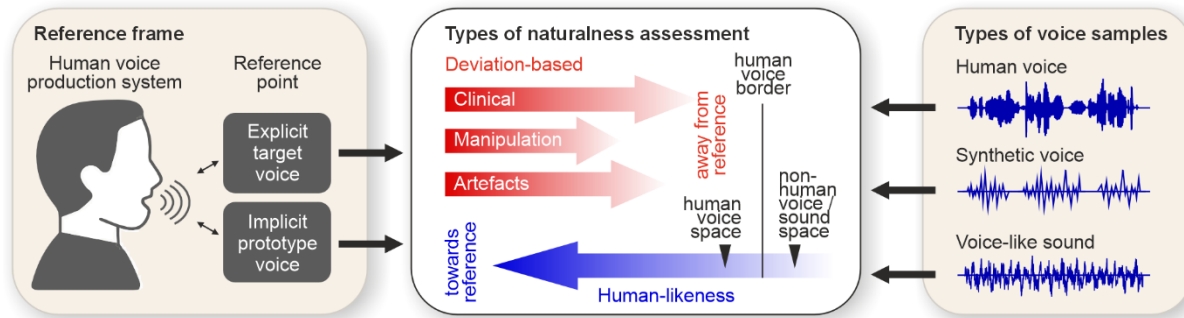 Reference frame
Human voice
production system
Reference
point
Explicit
target
voice
Implicit
prototype
voice
Types of naturalness assessment
Deviation-based
Clinical
Manipulation
Artefacts
away from
reference
human
voice
border
human
voice
space
non-
human
voice/
sound
space
towards
reference
Human-likeness
Types of voice samples
Human voice
Synthetic voice
Voice-like sound